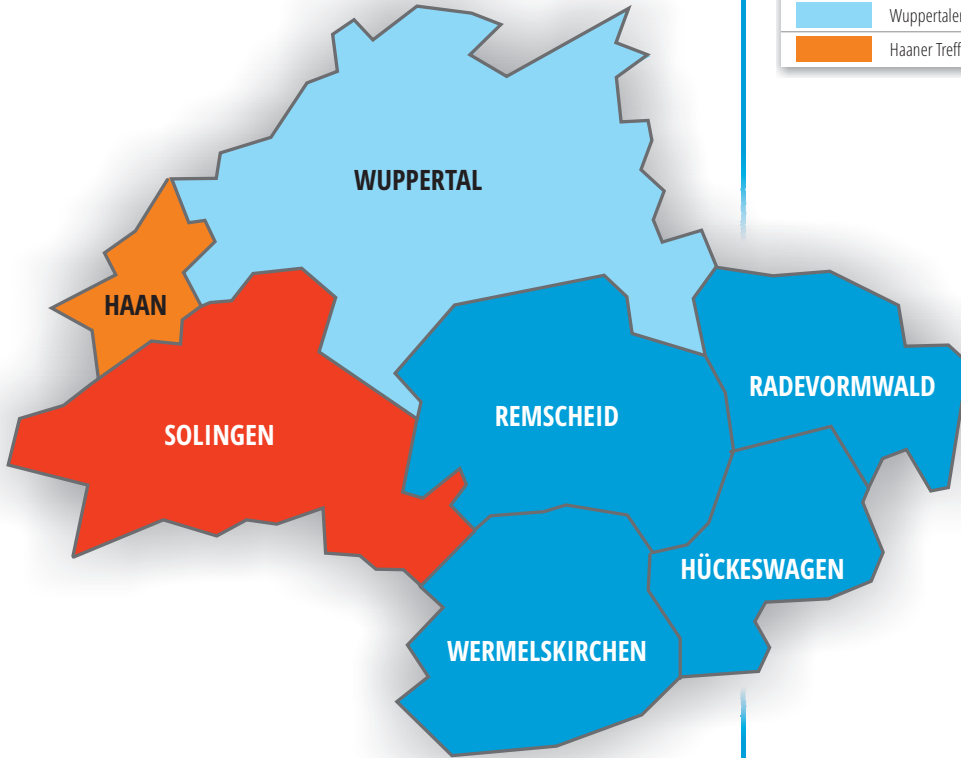 Wuppertaler
Haaner Treff
WUPPERTAL
HAAN
RADEVORMWALD
REMSCHEID
SOLINGEN
HÜCKESWAGEN
WERMELSKIRCHEN